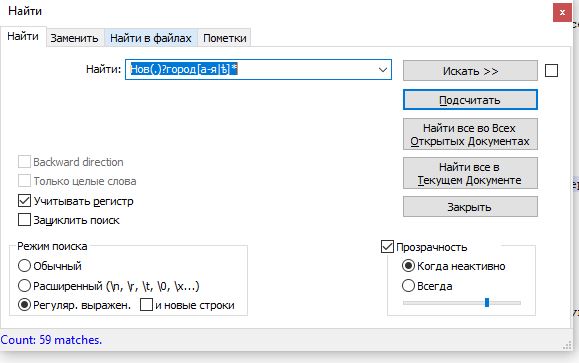 Найти
Найти Заменить Найти в файлах Пометки
Найти: Нов(.)?город[а-я|ѣ]* Искать >>
Подсчитать
Найти все во Всех
Открытых Документах
Backward direction
Только целые слова
Найти все в
Текущем Документе
Учитывать регистр
Зациклить поиск
Закрыть
Режим поиска
Обычный
Расширенный (\n, \r, \t, \0, \x...)
Регуляр. выражен. и новые строки
Прозрачность
Когда неактивно
Всегда
Count: 59 matches.